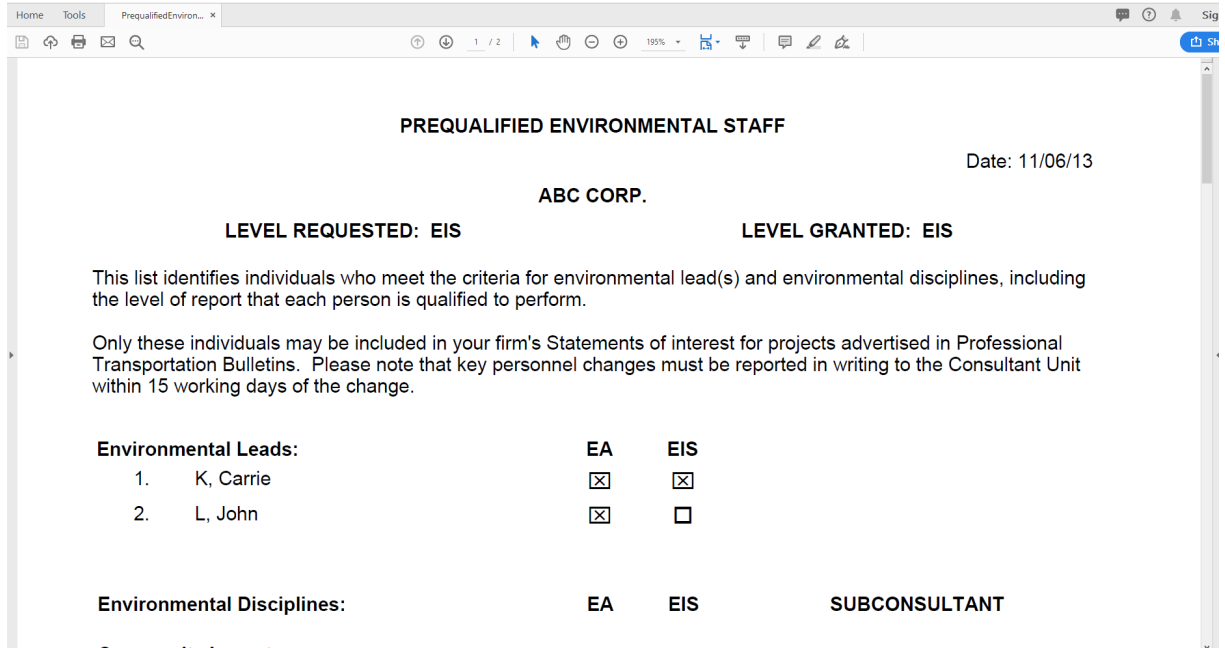 Home Tools PrequalifiedEnviron... ×
1 / 2 195%
PREQUALIFIED ENVIRONMENTAL STAFF
Date: 11/06/13
ABC CORP.
LEVEL REQUESTED: EIS LEVEL GRANTED: EIS
This list identifies individuals who meet the criteria for environmental lead(s) and environmental disciplines, including
the level of report that each person is qualified to perform.
Only these individuals may be included in your firm's Statements of interest for projects advertised in Professional
Transportation Bulletins. Please note that key personnel changes must be reported in writing to the Consultant Unit
within 15 working days of the change.
Environmental Leads: EA EIS
1. K, Carrie ☒ ☒
2. L, John ☒ ☐
Environmental Disciplines: EA EIS SUBCONSULTANT